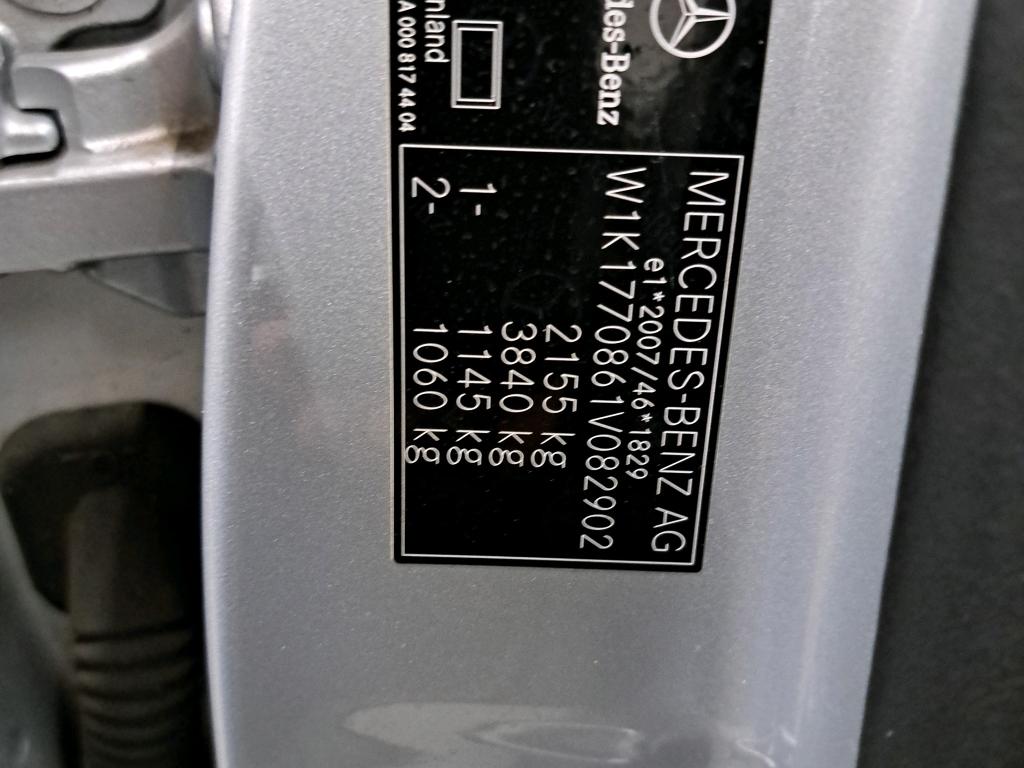 des-Benz
nland
A 000 817 44 04
MERCEDES-BENZ AG
e1*2007/46*1829
W1K1770861V082902
2155 kg
3840 kg
1- 1145 kg
2- 1060 kg